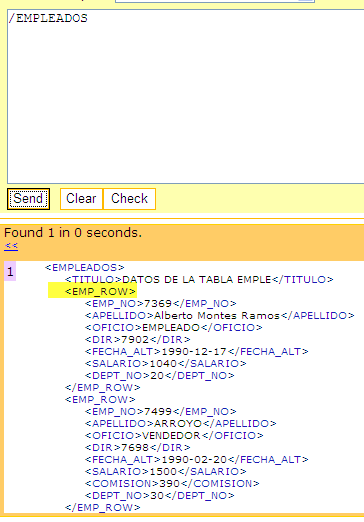 /EMPLEADOS
Send Clear Check
Found 1 in 0 seconds.
<<
1 <EMPLEADOS>
<TITULO>DATOS DE LA TABLA EMPLE</TITULO>
<EMP_ROW>
<EMP_NO>7369</EMP_NO>
<APELLIDO>Alberto Montes Ramos</APELLIDO>
<OFICIO>EMPLEADO</OFICIO>
<DIR>7902</DIR>
<FECHA_ALT>1990-12-17</FECHA_ALT>
<SALARIO>1040</SALARIO>
<DEPT_NO>20</DEPT_NO>
</EMP_ROW>
<EMP_ROW>
<EMP_NO>7499</EMP_NO>
<APELLIDO>ARROYO</APELLIDO>
<OFICIO>VENDEDOR</OFICIO>
<DIR>7698</DIR>
<FECHA_ALT>1990-02-20</FECHA_ALT>
<SALARIO>1500</SALARIO>
<COMISION>390</COMISION>
<DEPT_NO>30</DEPT_NO>
</EMP_ROW>